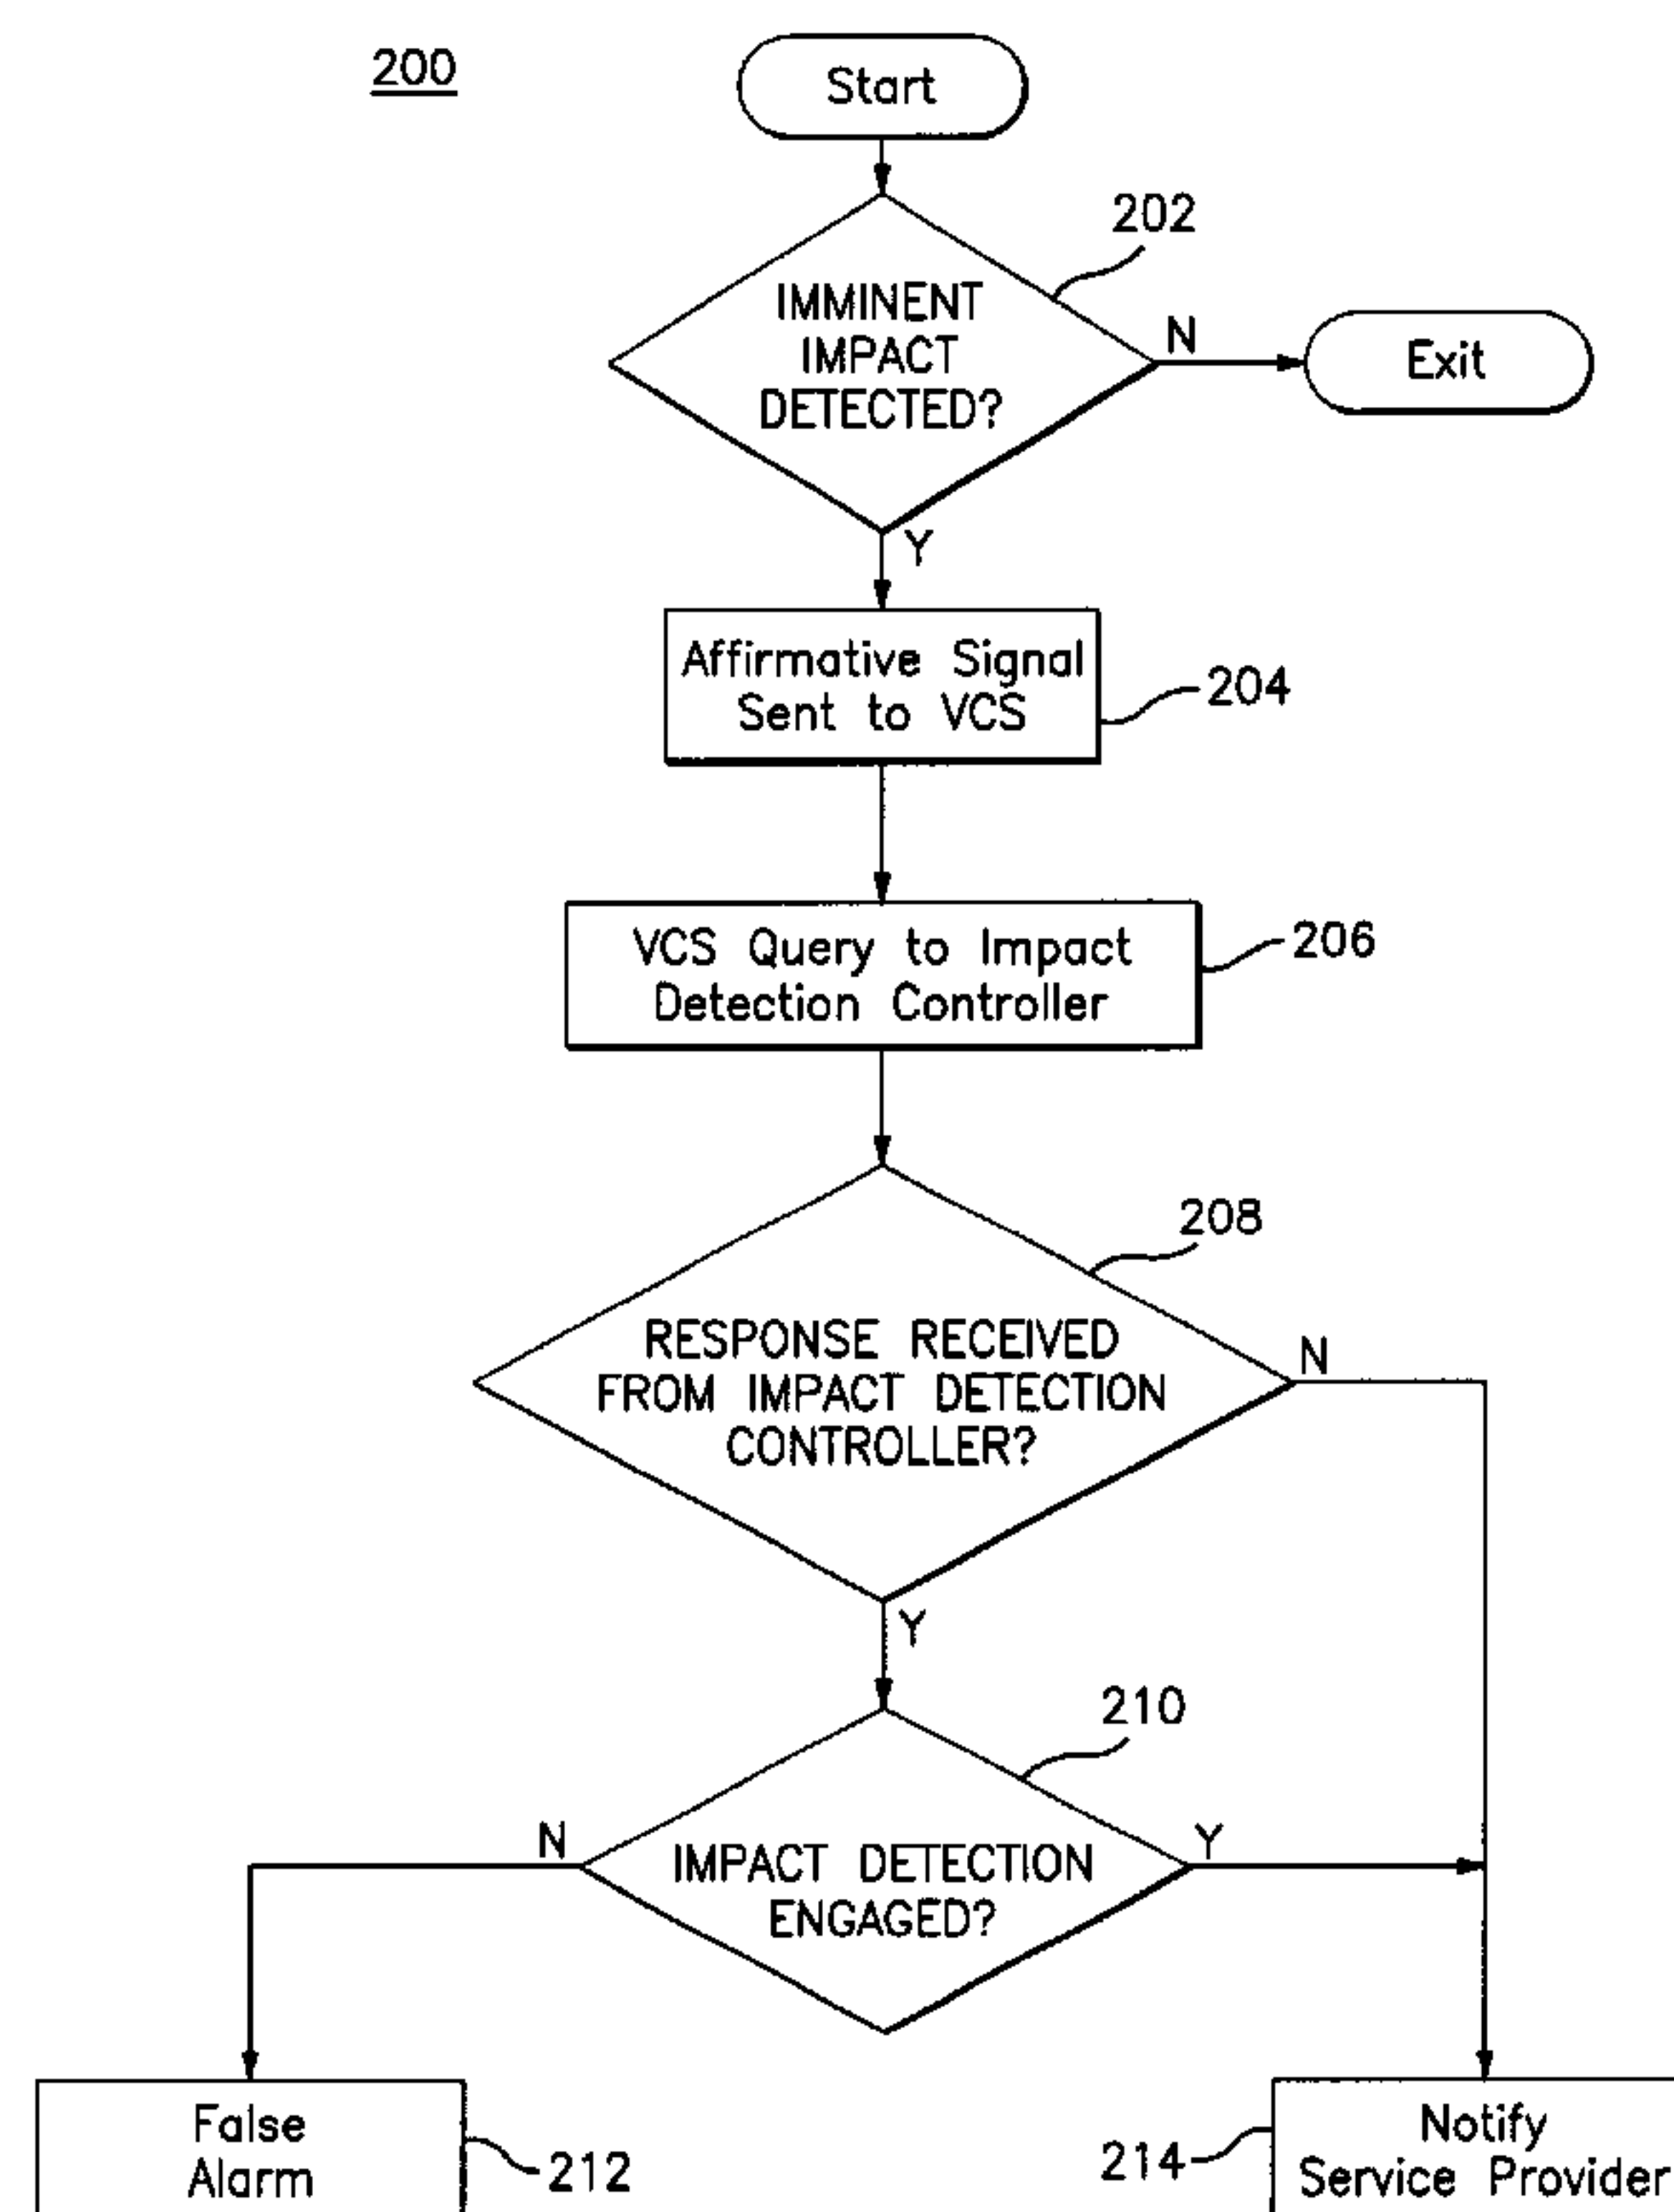 200
Start
202
IMMINENT
IMPACT
DETECTED?
N
Exit
Y
Affirmative Signal
Sent to VCS
204
VCS Query to Impact
Detection Controller
206
208
RESPONSE RECEIVED
FROM IMPACT DETECTION
CONTROLLER?
N
Y
210
N
IMPACT DETECTION
ENGAGED?
Y
False
Alarm
212
214
Notify
Service Provider